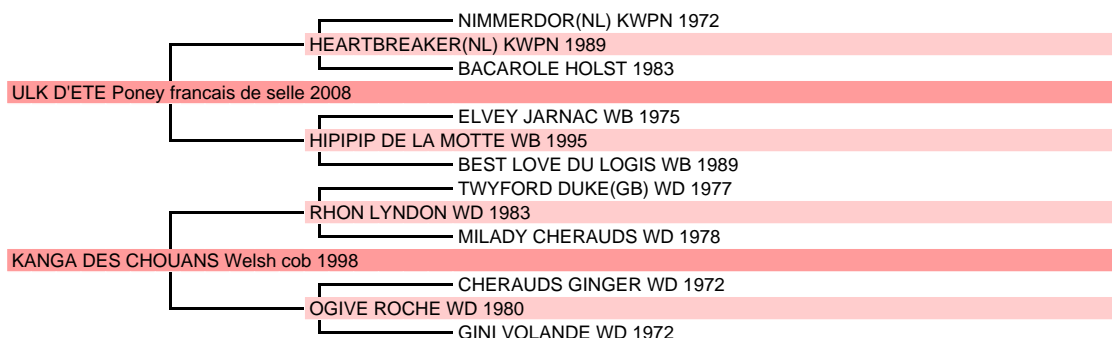 NIMMERDOR(NL) KWPN 1972
HEARTBREAKER(NL) KWPN 1989
BACAROLE HOLST 1983
ULK D'ETE Poney francais de selle 2008
ELVEY JARNAC WB 1975
HIPIPIP DE LA MOTTE WB 1995
BEST LOVE DU LOGIS WB 1989
TWYFORD DUKE(GB) WD 1977
RHON LYNDON WD 1983
MILADY CHERAUDS WD 1978
KANGA DES CHOUANS Welsh cob 1998
CHERAUDS GINGER WD 1972
OGIVE ROCHE WD 1980
GINI VOLANDE WD 1972